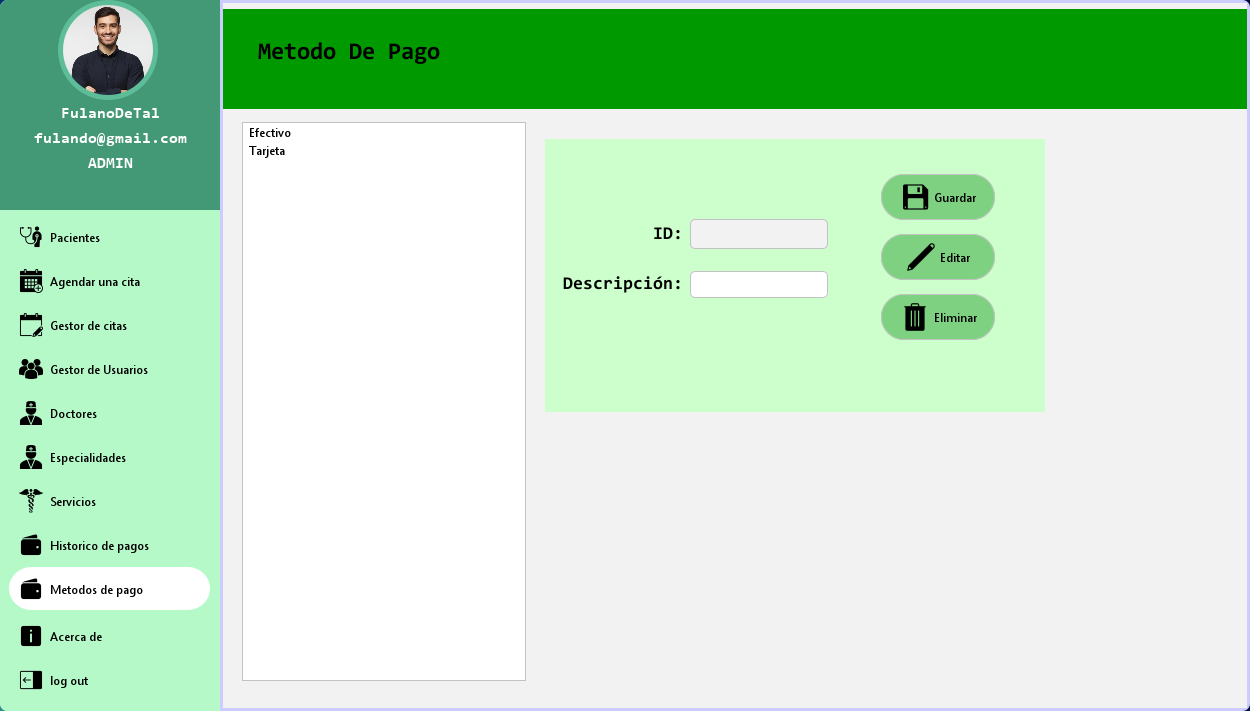 FulanoDeTal
fulando@gmail.com
ADMIN
Pacientes
Agendar una cita
Gestor de citas
Gestor de Usuarios
Doctores
Especialidades
Servicios
Historico de pagos
Metodos de pago
Acerca de
log out
Metodo De Pago
Efectivo
Tarjeta
ID:
Descripción:
Guardar
Editar
Eliminar